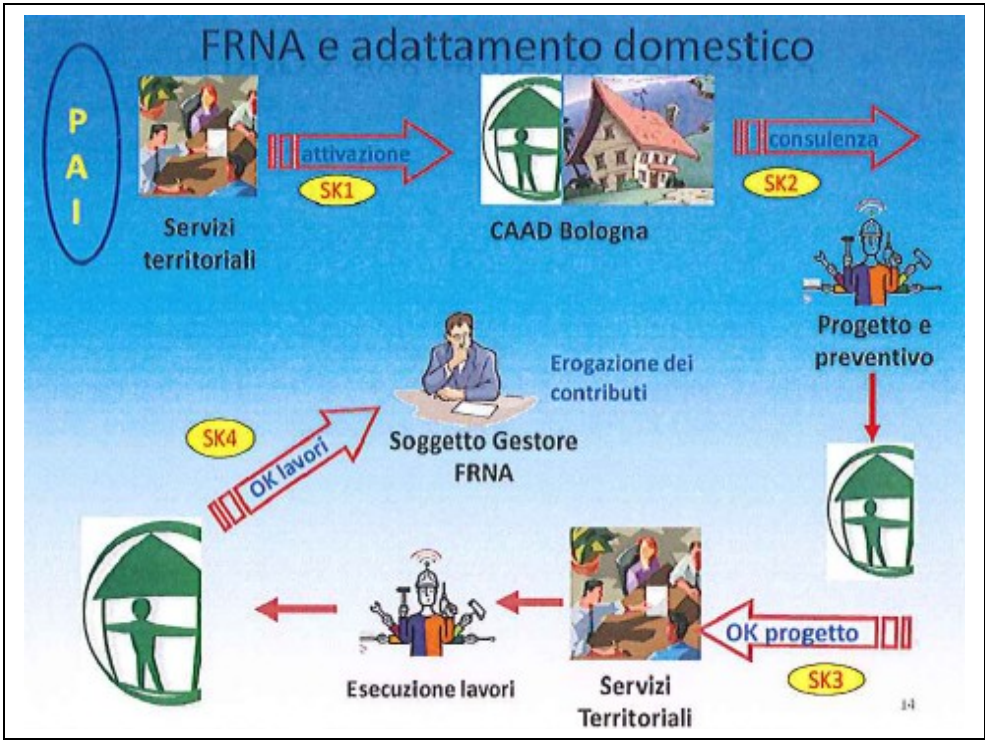 FRNA e adattamento domestico
P
A
I
attivazione
SK1
consulenza
SK2
Servizi
territoriali
CAAD Bologna
Progetto e
preventivo
Erogazione dei
contributi
SK4
OK lavori
Soggetto Gestore
FRNA
OK progetto
SK3
Servizi
Territoriali
Esecuzione lavori
14